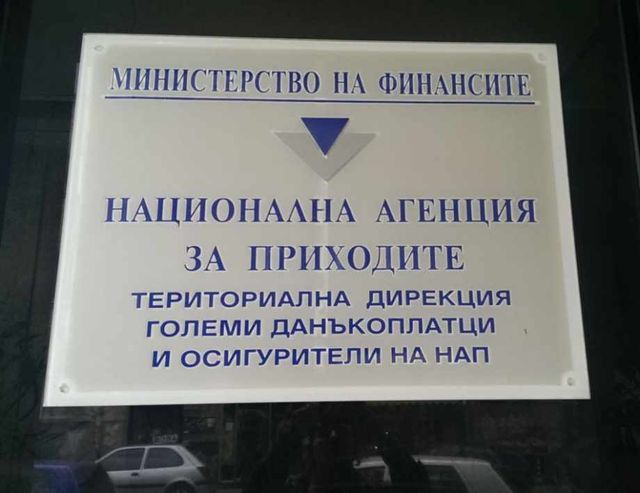 МИНИСТЕРСТВО НА ФИНАНСИТЕ
НАЦИОНАЛНА АГЕНЦИЯ
ЗА ПРИХОДИТЕ
ТЕРИТОРИАЛНА ДИРЕКЦИЯ
ГОЛЕМИ ДАНЪКОПЛАТЦИ
И ОСИГУРИТЕЛИ НА НАП